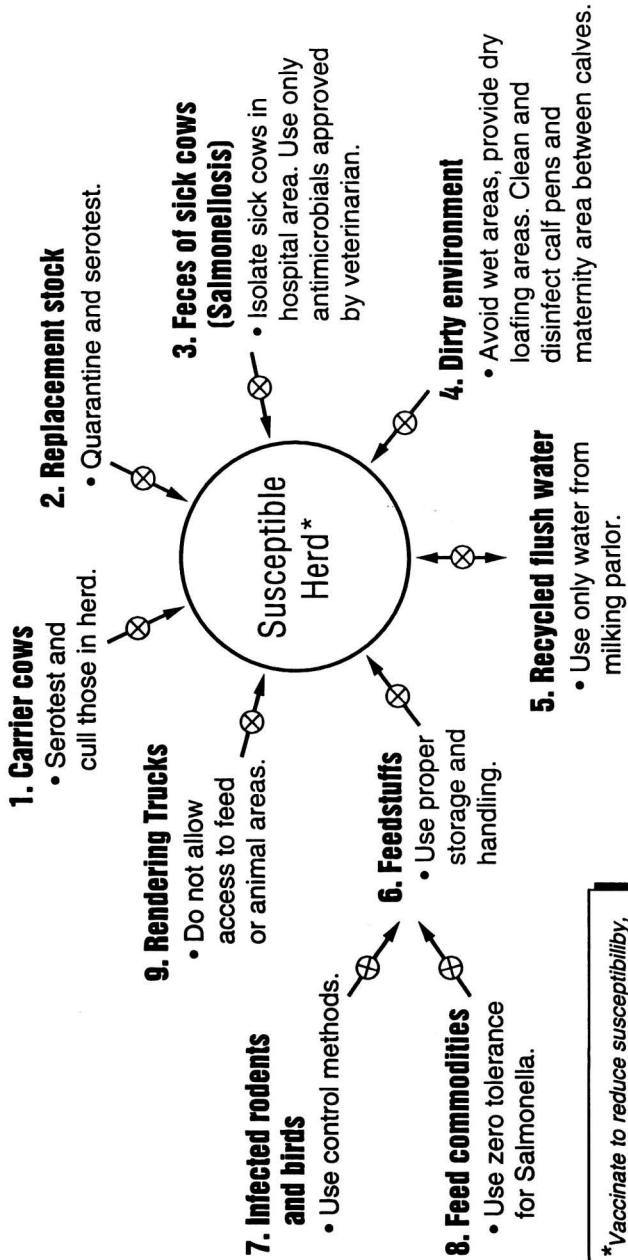 1. Carrier cows
• Serotest and
cull those in herd.
2. Replacement stock
• Quarantine and serotest.
3. Feces of sick cows
(Salmonellosis)
• Isolate sick cows in
hospital area. Use only
antimicrobials approved
by veterinarian.
4. Dirty environment
• Avoid wet areas, provide dry
loafing areas. Clean and
disinfect calf pens and
maternity area between calves.
5. Recycled flush water
• Use only water from
milking parlor.
6. Feedstuffs
• Use proper
storage and
handling.
7. Infected rodents
and birds
• Use control methods.
8. Feed commodities
• Use zero tolerance
for Salmonella.
9. Rendering Trucks
• Do not allow
access to feed
or animal areas.
Susceptible
Herd*
*Vaccinate to reduce susceptibiliby,